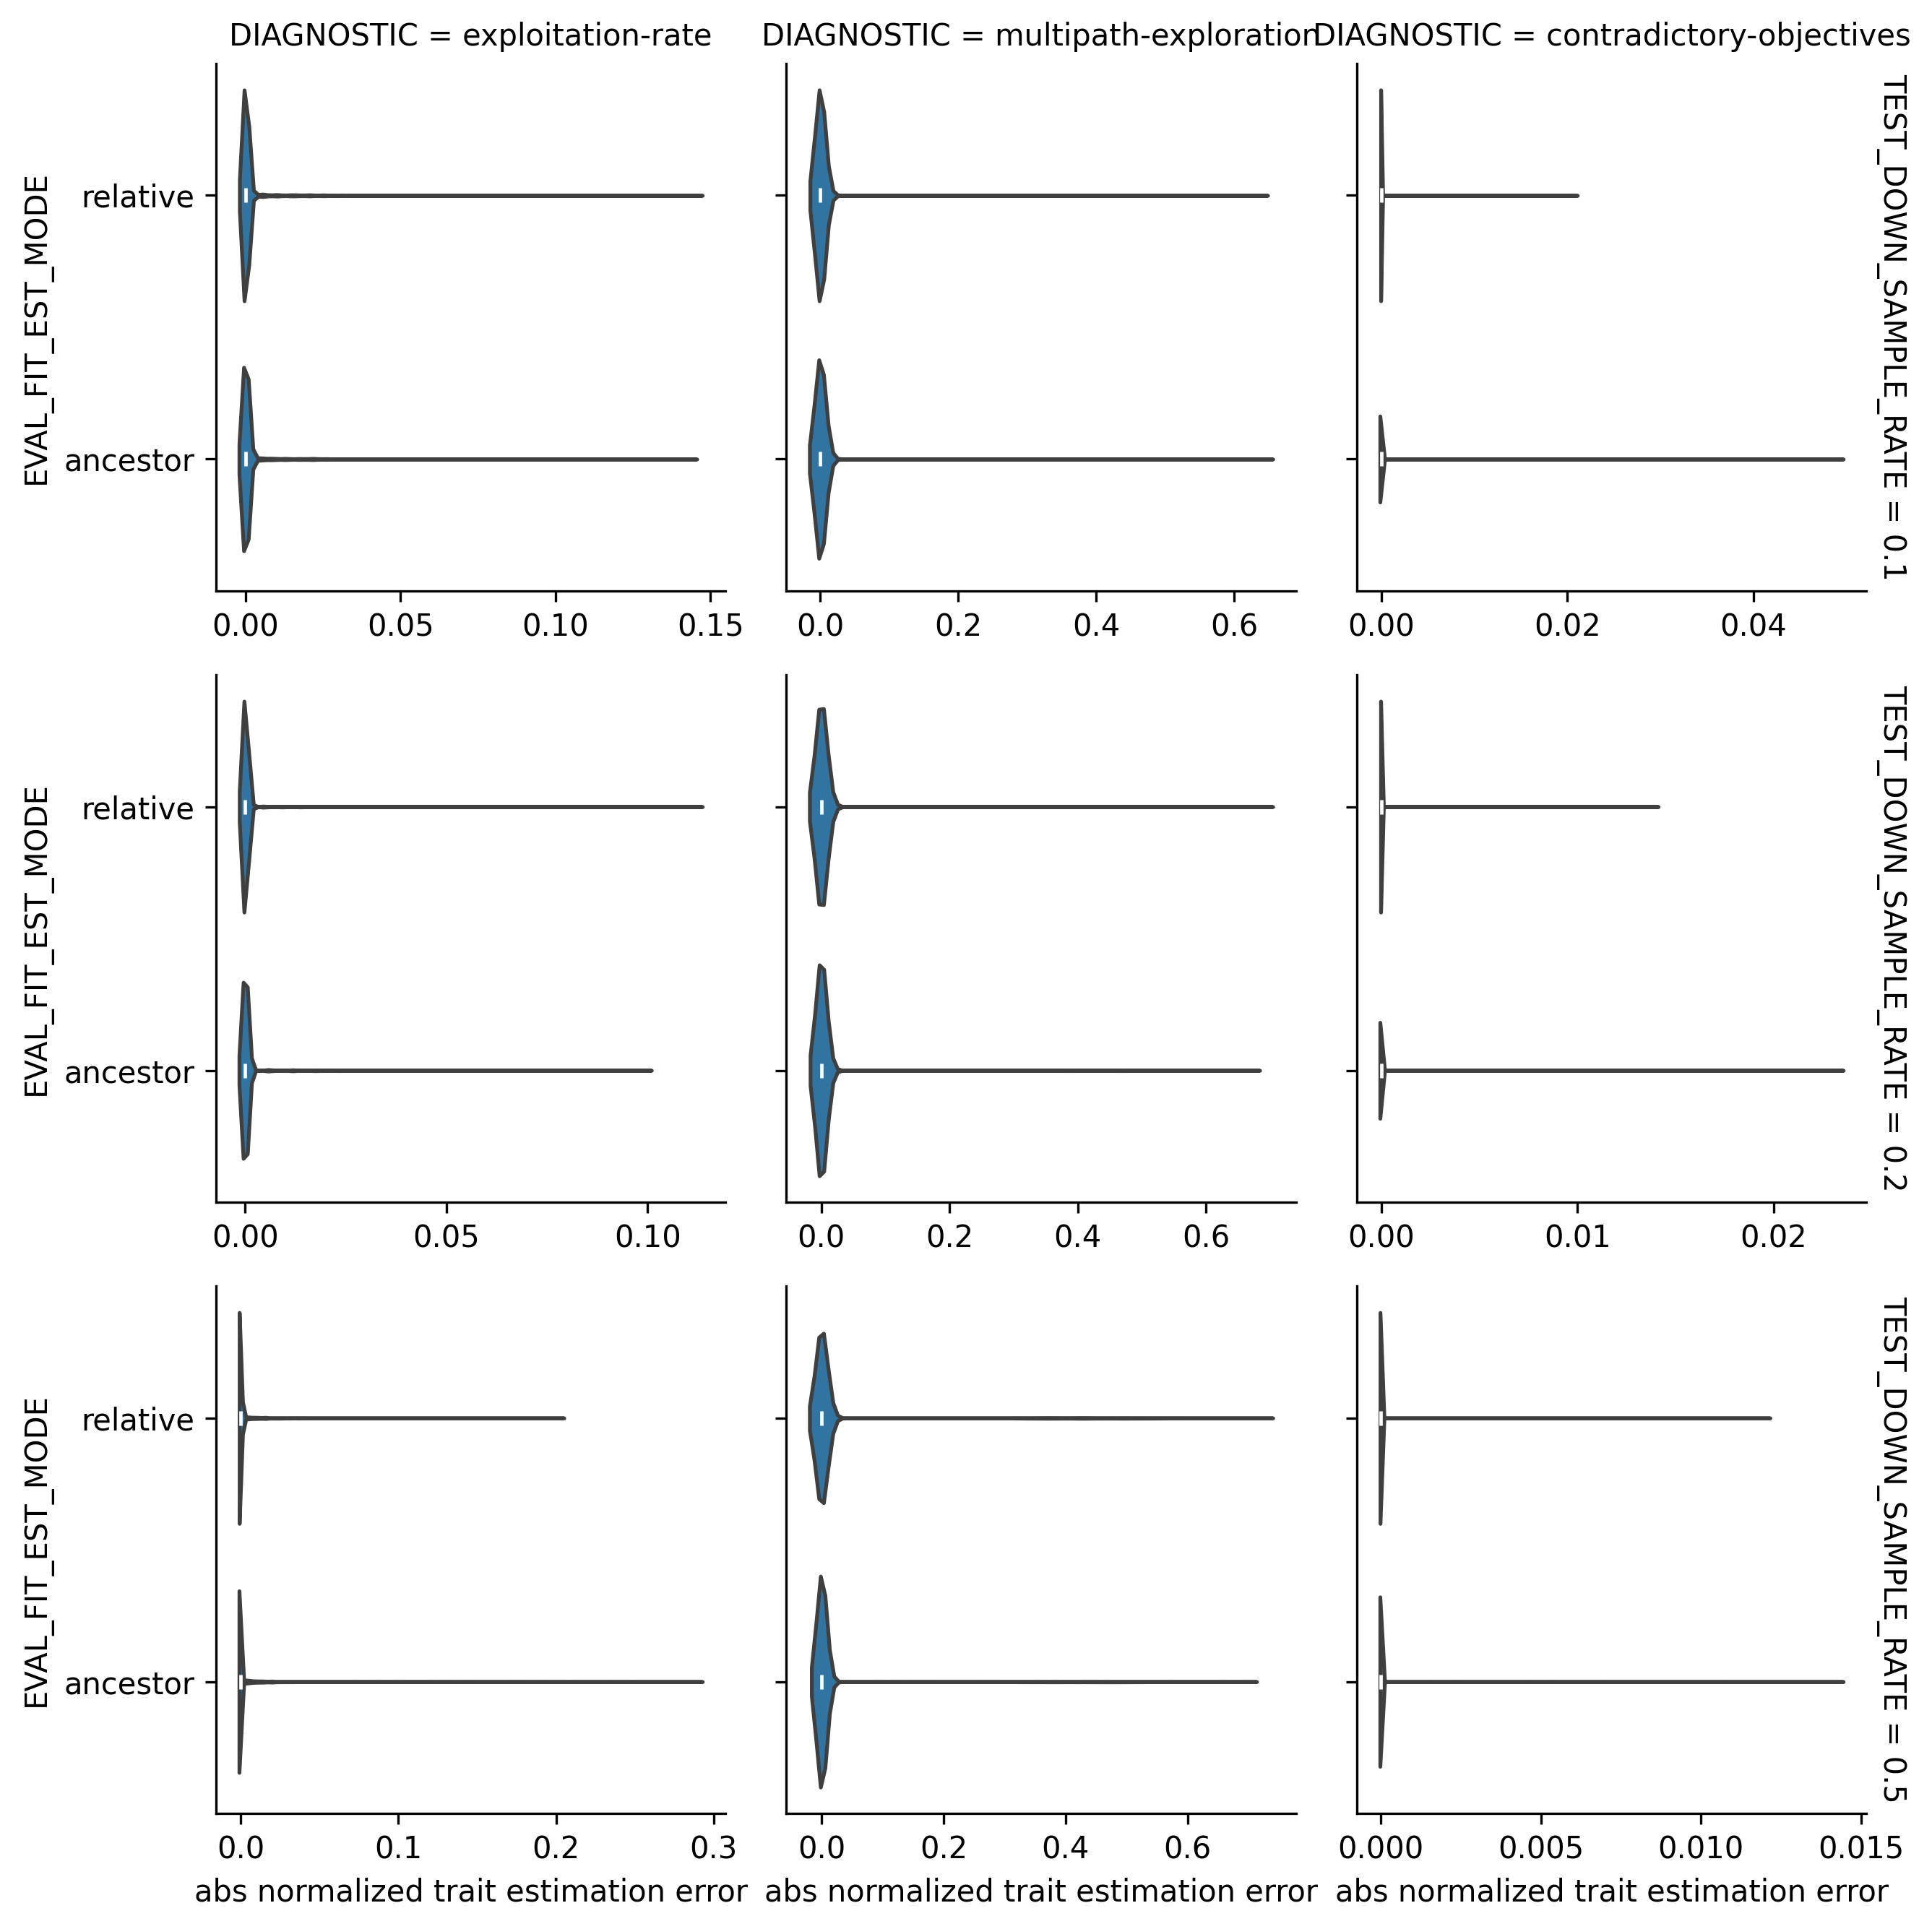 DIAGNOSTIC = exploitation-rate
DIAGNOSTIC = multipath-exploration
DIAGNOSTIC = contradictory-objectives
EVAL_FIT_EST_MODE
relative
ancestor
0.00 0.05 0.10 0.15
0.0 0.2 0.4 0.6
0.00 0.02 0.04
TEST_DOWN_SAMPLE_RATE = 0.1
EVAL_FIT_EST_MODE
relative
ancestor
0.00 0.05 0.10
0.0 0.2 0.4 0.6
0.00 0.01 0.02
TEST_DOWN_SAMPLE_RATE = 0.2
EVAL_FIT_EST_MODE
relative
ancestor
0.0 0.1 0.2 0.3
0.0 0.2 0.4 0.6
0.000 0.005 0.010 0.015
TEST_DOWN_SAMPLE_RATE = 0.5
abs normalized trait estimation error
abs normalized trait estimation error
abs normalized trait estimation error